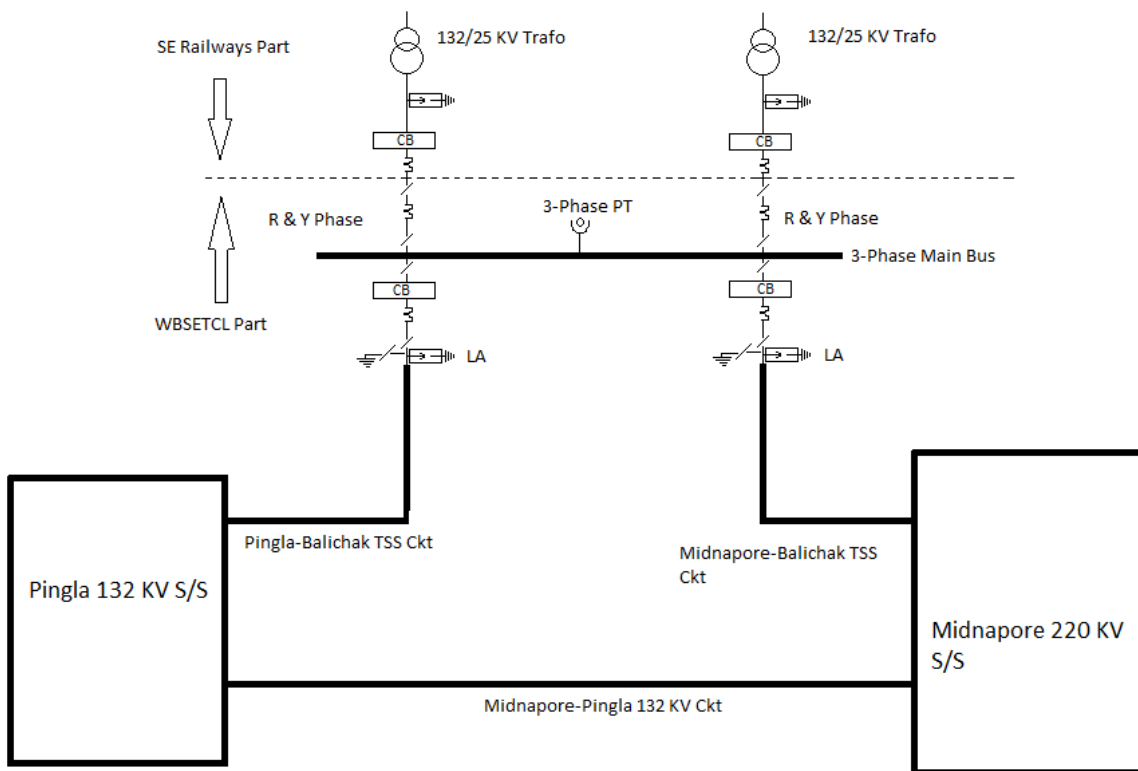 132/25 KV Trafo
132/25 KV Trafo
SE Railways Part
CB
CB
3-Phase PT
R & Y Phase
R & Y Phase
3-Phase Main Bus
CB
CB
WBSETCL Part
LA
LA
Pingla-Balichak TSS Ckt
Midnapore-Balichak TSS
Ckt
Pingla 132 KV S/S
Midnapore 220 KV
S/S
Midnapore-Pingla 132 KV Ckt